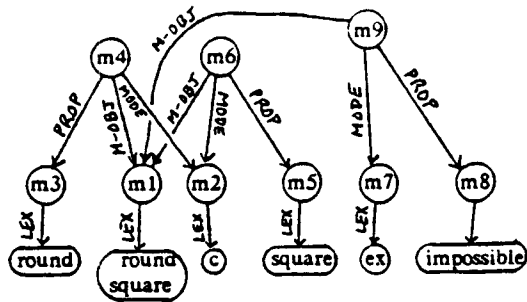 M-OBJ
m9
m4 m6
PROP M-OBJ MODE M-OBJ MODE PROP MODE PROP
m3 m1 m2 m5 m7 m8
LEX LEX LEX LEX LEX
round round square c square ex impossible